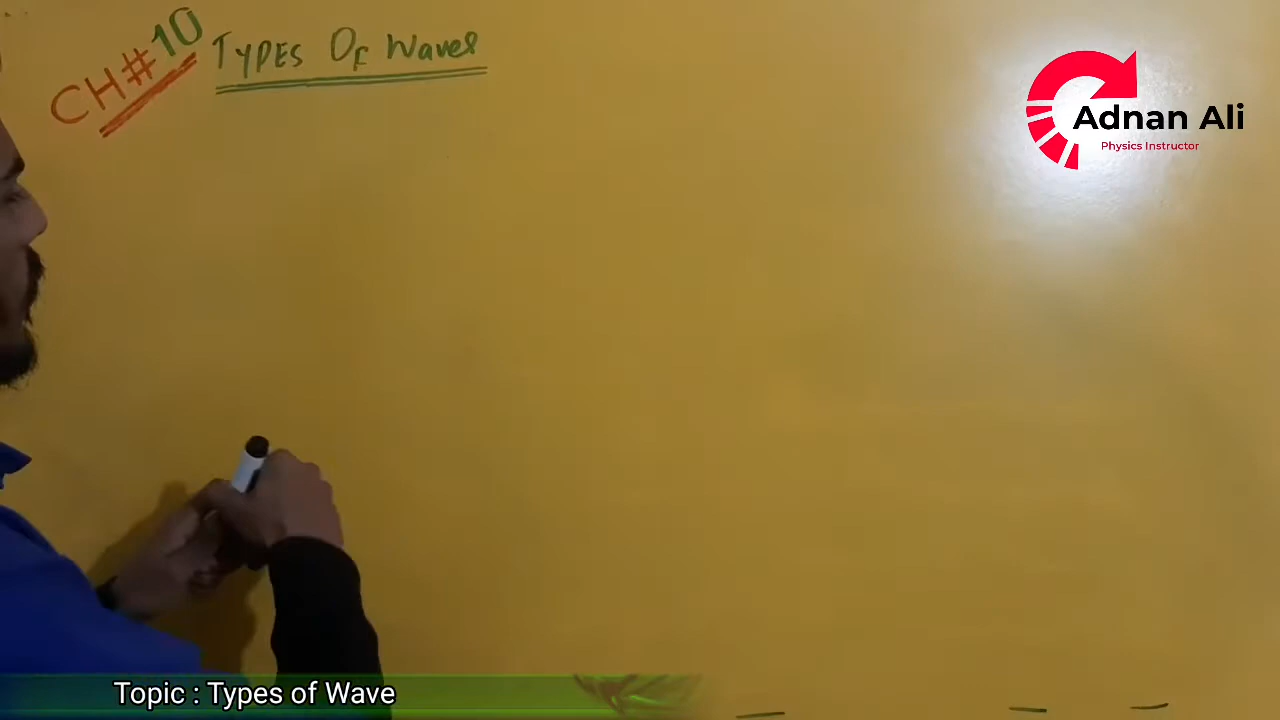 CH#10
TYPES OF Waves
Adnan Ali
Physics Instructor
Topic : Types of Wave